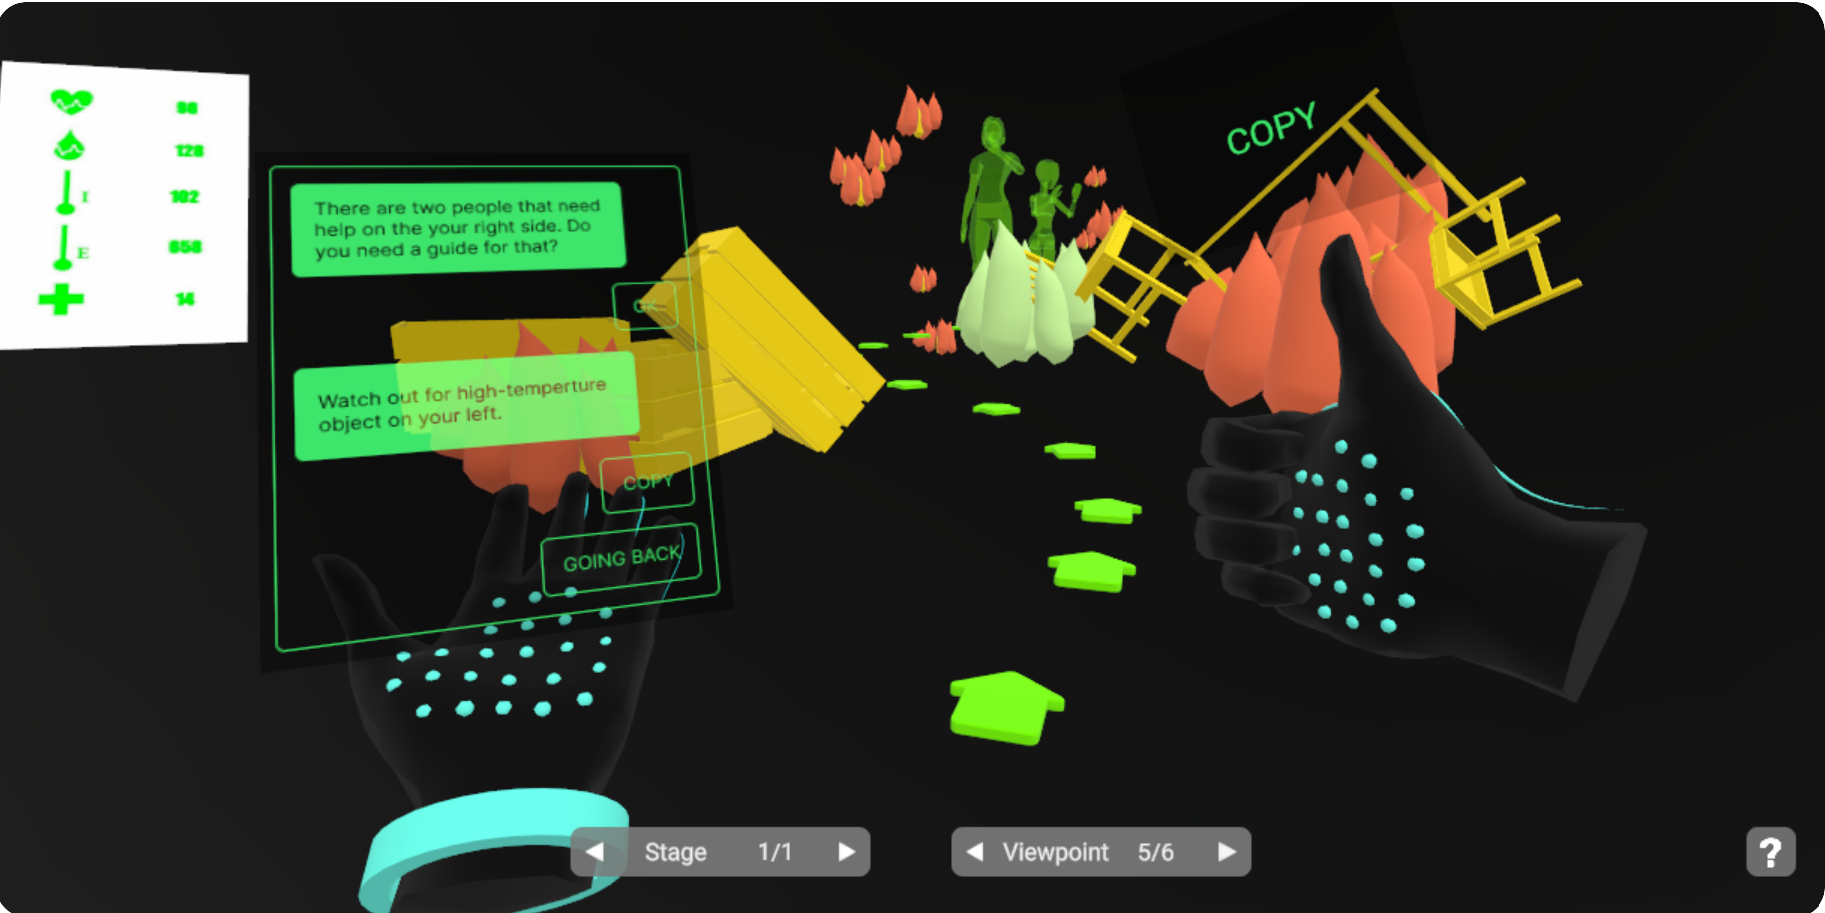 98
128
I 102
E 658
14
There are two people that need
help on the your right side. Do
you need a guide for that?
OK
Watch out for high-temperture
object on your left.
COPY
GOING BACK
COPY
Stage 1/1
Viewpoint 5/6
?